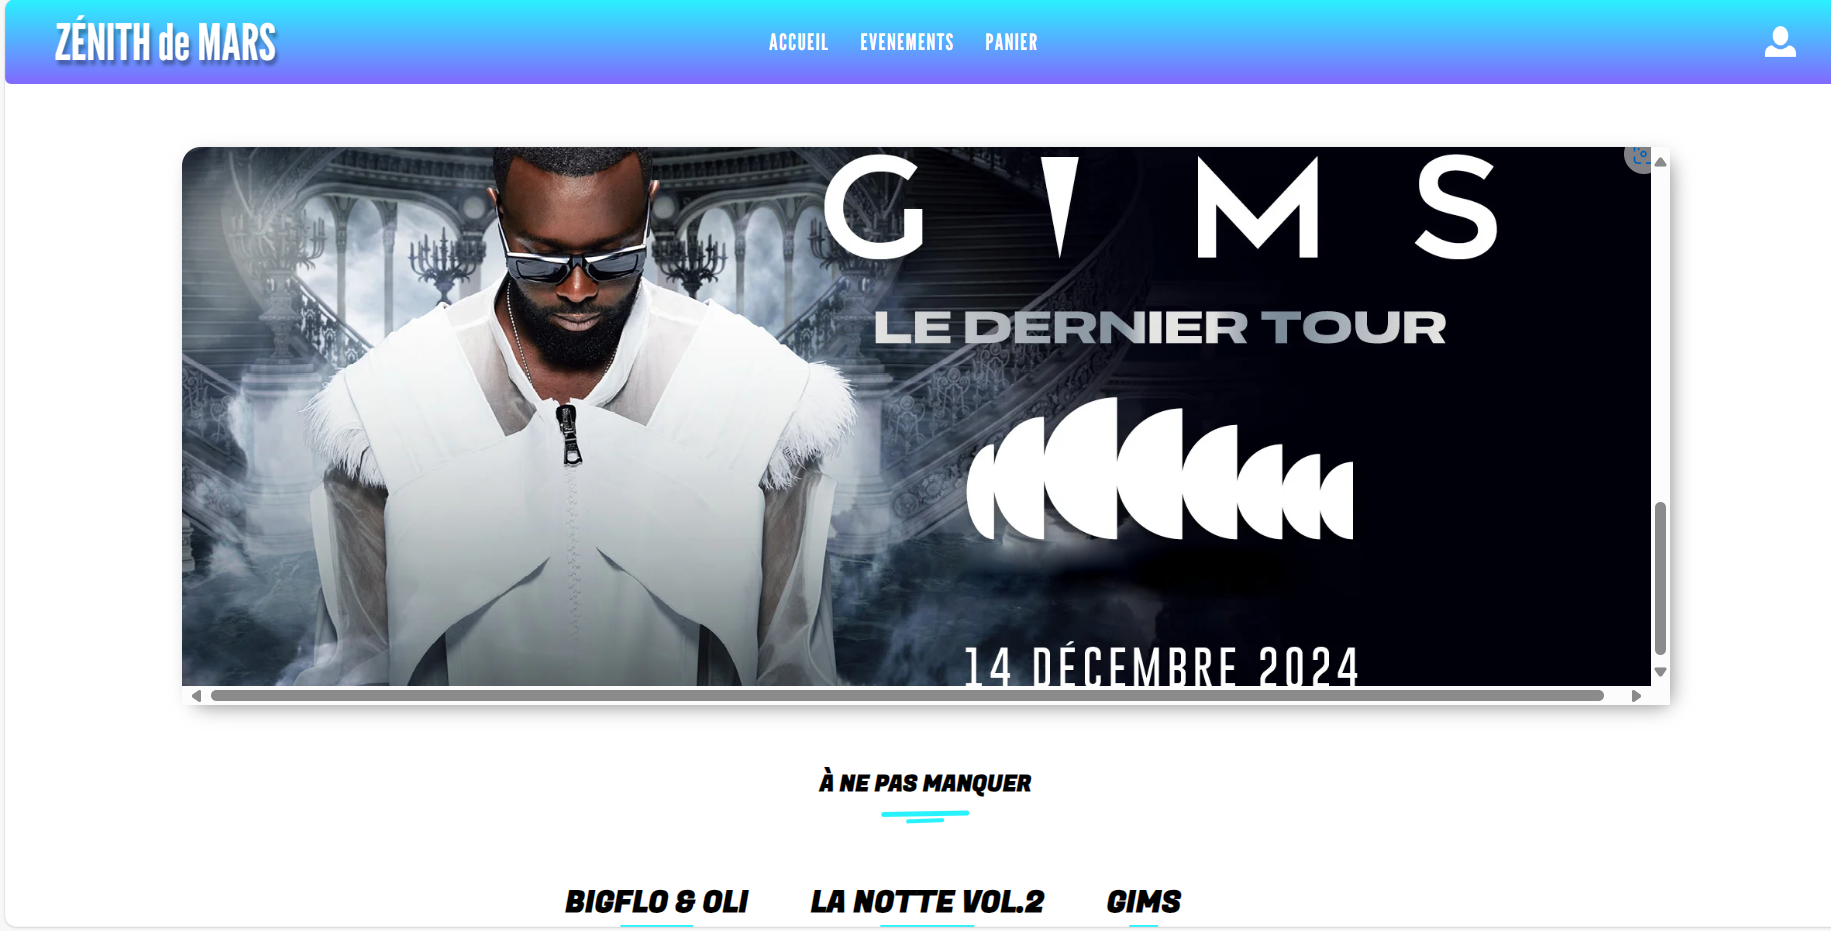 ZÉNITH de MARS
ACCUEIL EVENEMENTS PANIER
GIMS
LE DERNIER TOUR
14 DÉCEMBRE 2024
À NE PAS MANQUER
BIGFLO & OLI LA NOTTE VOL.2 GIMS